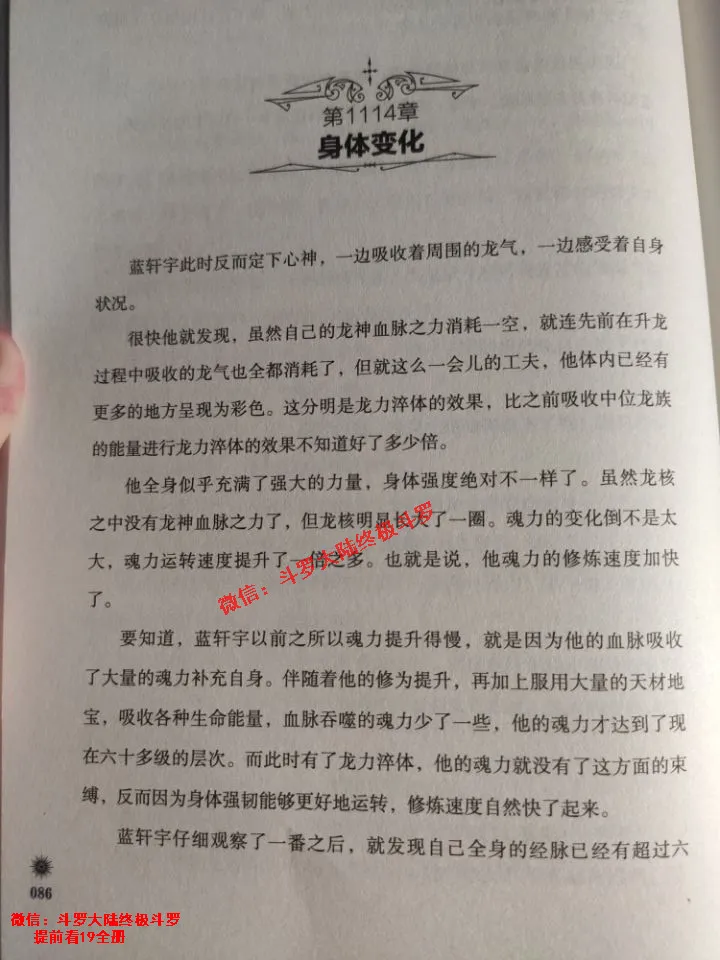 第1114章
身体变化
蓝轩宇此时反而定下心神，一边吸收着周围的龙气，一边感受着自身
状况。
很快他就发现，虽然自己的龙神血脉之力消耗一空，就连先前在升龙
过程中吸收的龙气也全都消耗了，但就这么一会儿的工夫，他体内已经有
更多的地方呈现为彩色。这分明是龙力淬体的效果，比之前吸收中位龙族
的能量进行龙力淬体的效果不知道好了多少倍。
他全身似乎充满了强大的力量，身体强度绝对不一样了。虽然龙核
之中没有龙神血脉之力了，但龙核明显长大了一圈。魂力的变化倒不是太
大，魂力运转速度提升了一倍之多。也就是说，他魂力的修炼速度加快
了。
微信：斗罗大陆终极斗罗
要知道，蓝轩宇以前之所以魂力提升得慢，就是因为他的血脉吸收
了大量的魂力补充自身。伴随着他的修为提升，再加上服用大量的天材地
宝，吸收各种生命能量，血脉吞噬的魂力少了一些，他的魂力才达到了现
在六十多级的层次。而此时有了龙力淬体，他的魂力就没有了这方面的束
缚，反而因为身体强韧能够更好地运转，修炼速度自然快了起来。
蓝轩宇仔细观察了一番之后，就发现自己全身的经脉已经有超过六
086
微信：斗罗大陆终极斗罗
提前看19全册